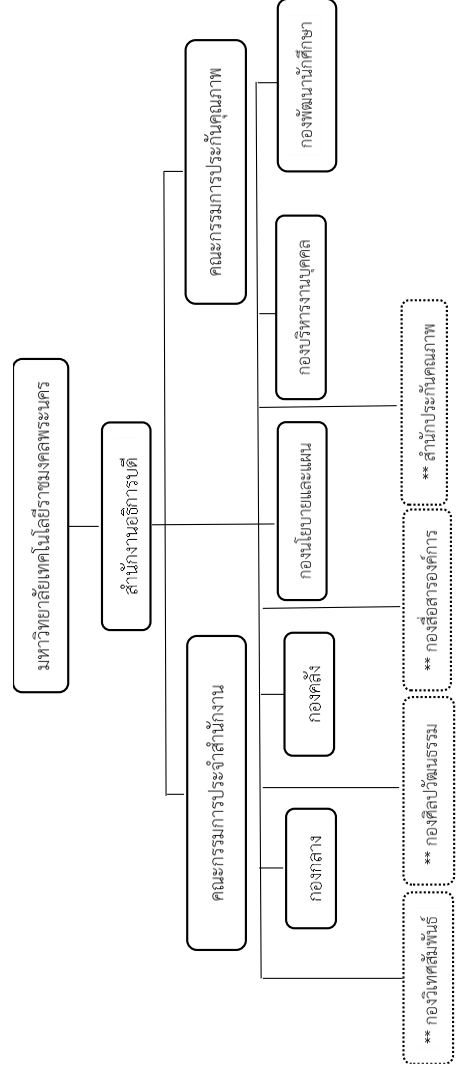 มหาวิทยาลัยเทคโนโลยีราชมงคลพระนคร
สำนักงานอธิการบดี
คณะกรรมการประจำสำนักงาน
คณะกรรมการประกันคุณภาพ
กองกลาง
กองคลัง
กองนโยบายและแผน
กองบริหารงานบุคคล
กองพัฒนานักศึกษา
** กองวิเทศสัมพันธ์
** กองศิลปวัฒนธรรม
** กองสื่อสารองค์การ
** สำนักประกันคุณภาพ